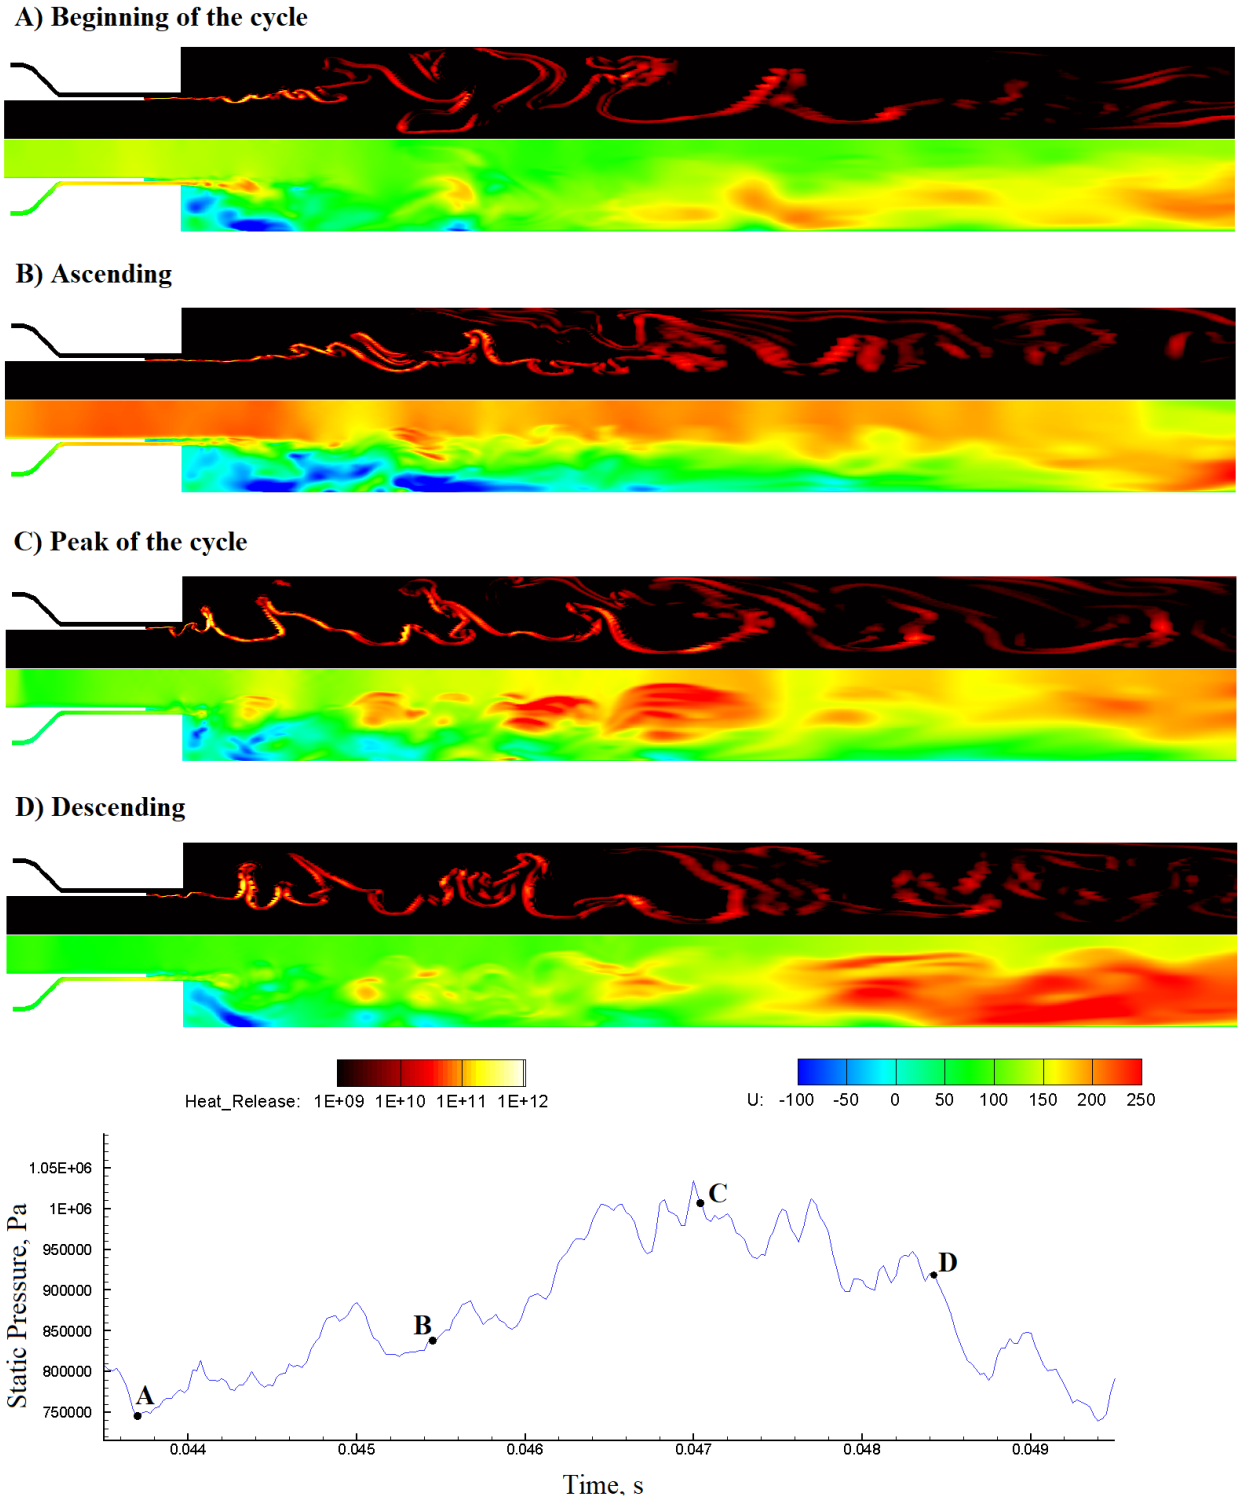 A) Beginning of the cycle
B) Ascending
C) Peak of the cycle
D) Descending
Heat_Release: 1E+09 1E+10 1E+11 1E+12
U: -100 -50 0 50 100 150 200 250
Static Pressure, Pa
1.05E+06
1E+06
950000
900000
850000
800000
750000
A
B
C
D
0.044 0.045 0.046 0.047 0.048 0.049
Time, s